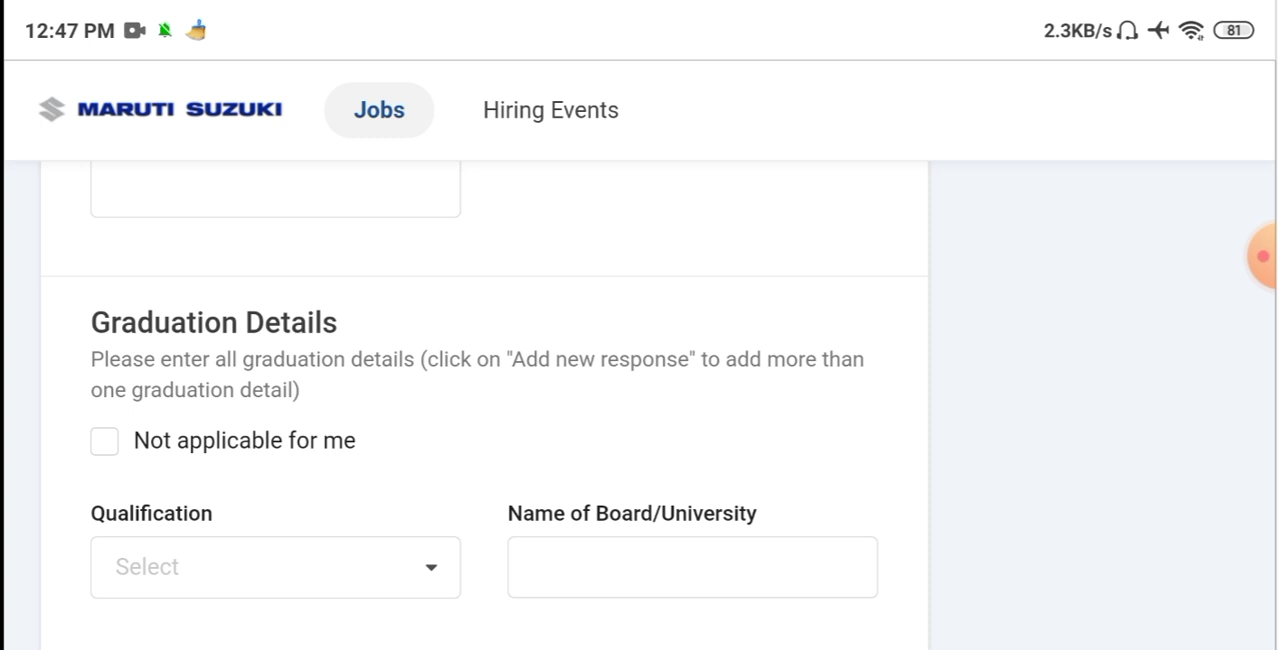 12:47 PM 2.3KB/s 81
MARUTI SUZUKI Jobs Hiring Events
Graduation Details
Please enter all graduation details (click on "Add new response" to add more than
one graduation detail)
Not applicable for me
Qualification Name of Board/University
Select